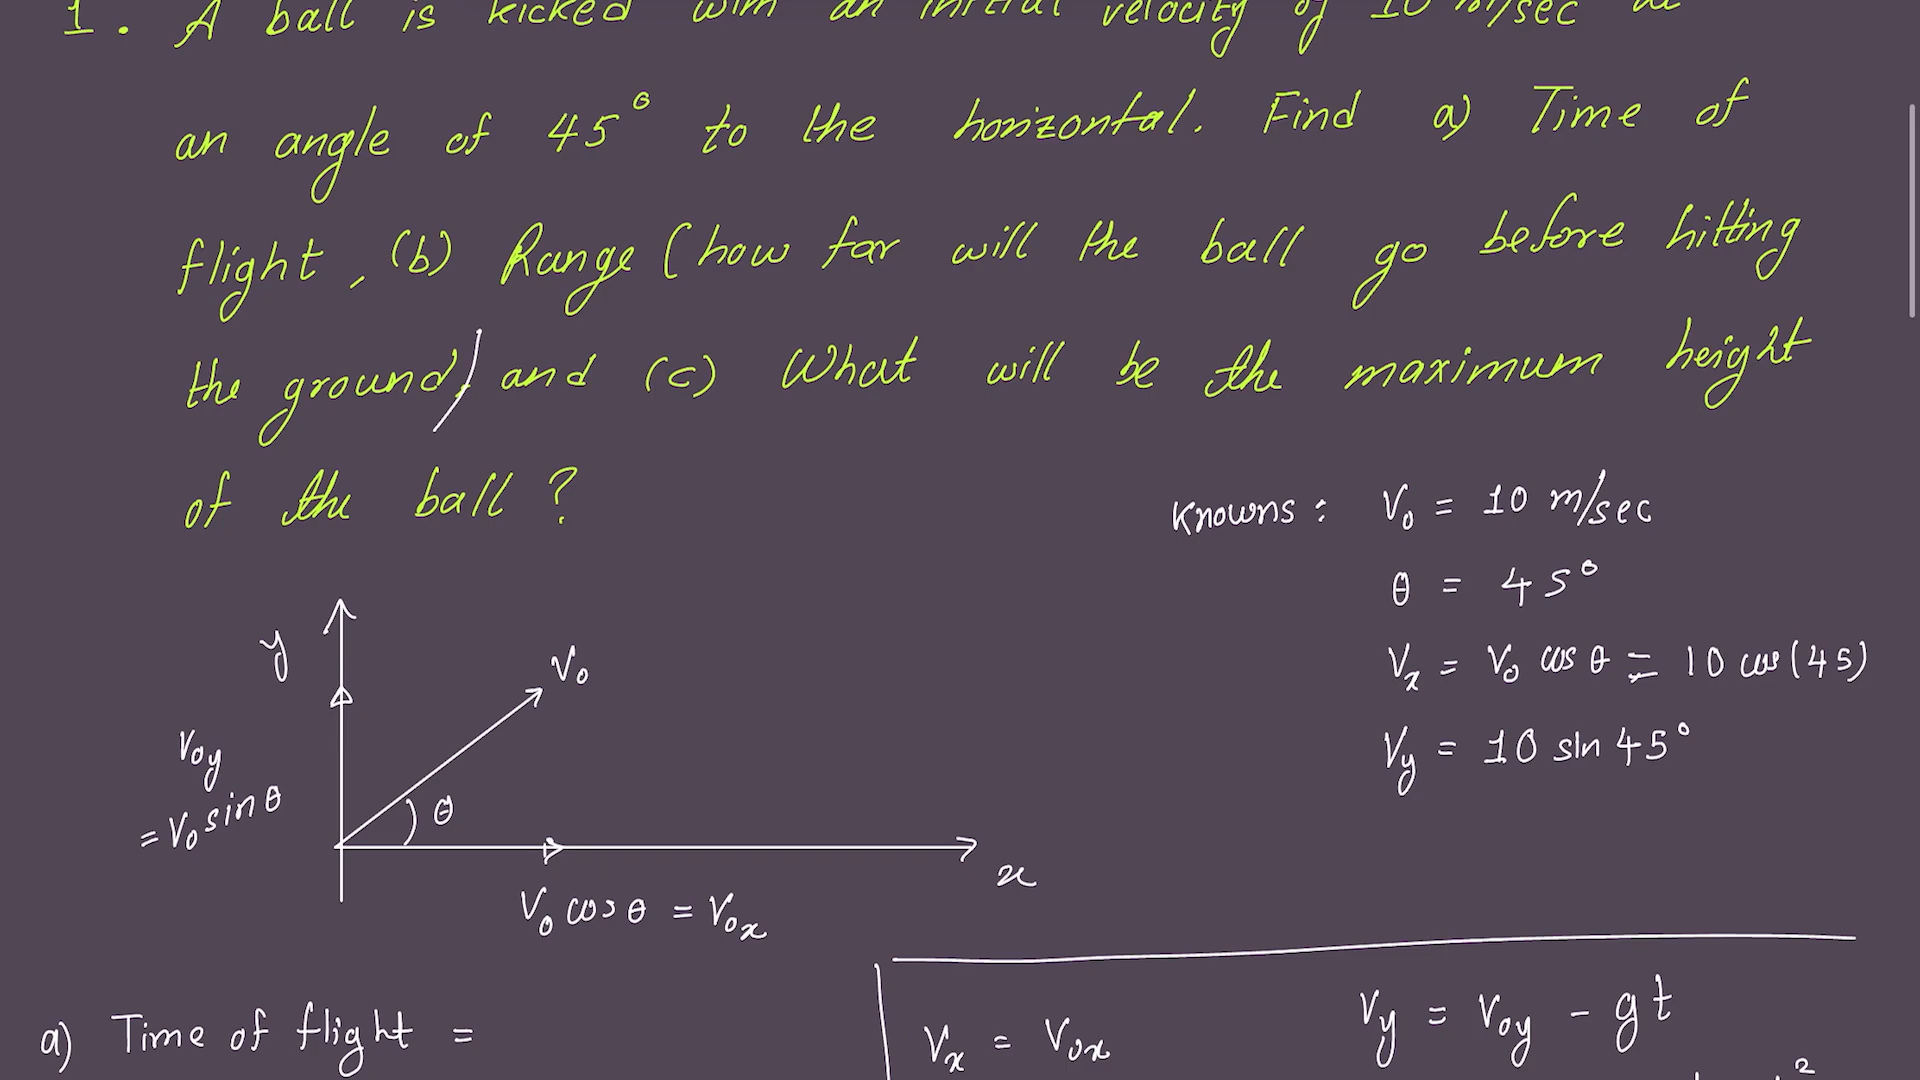 1. A ball is kicked with an initial velocity of 10 m/sec at
an angle of 45° to the horizontal. Find a) Time of
flight, (b) Range (how far will the ball go before hitting
the ground) and (c) What will be the maximum height
of the ball ?
Knowns : V₀ = 10 m/sec
θ = 45°
Vₓ = V₀ cos θ = 10 cos(45)
Vy = 10 sin 45°
y
V₀
V₀y
= V₀ sin θ
θ
x
V₀ cos θ = V₀ₓ
a) Time of flight =
Vₓ = V₀ₓ
Vy = V₀y - gt
2